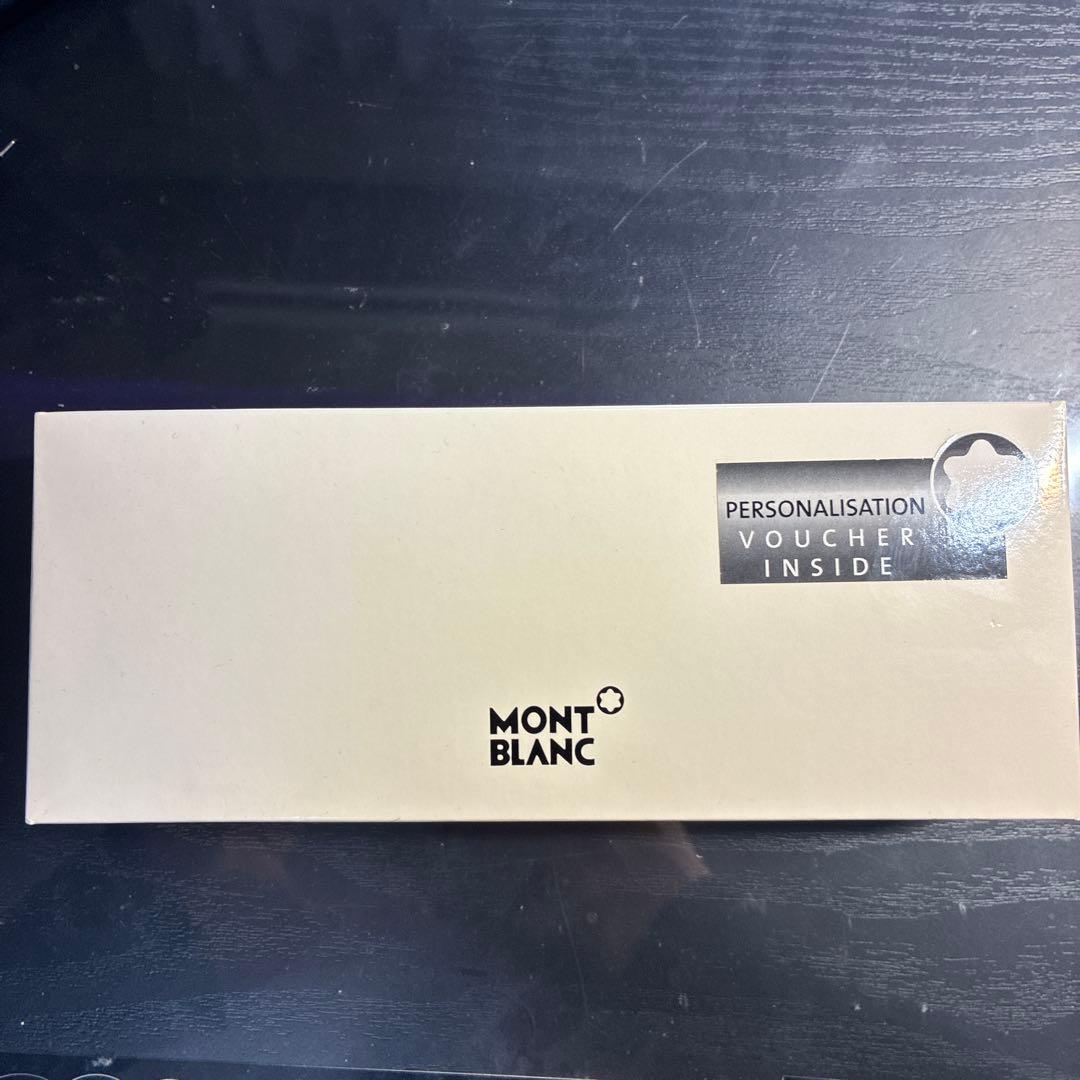 PERSONALISATION
VOUCHER
INSIDE
MONT
BLANC